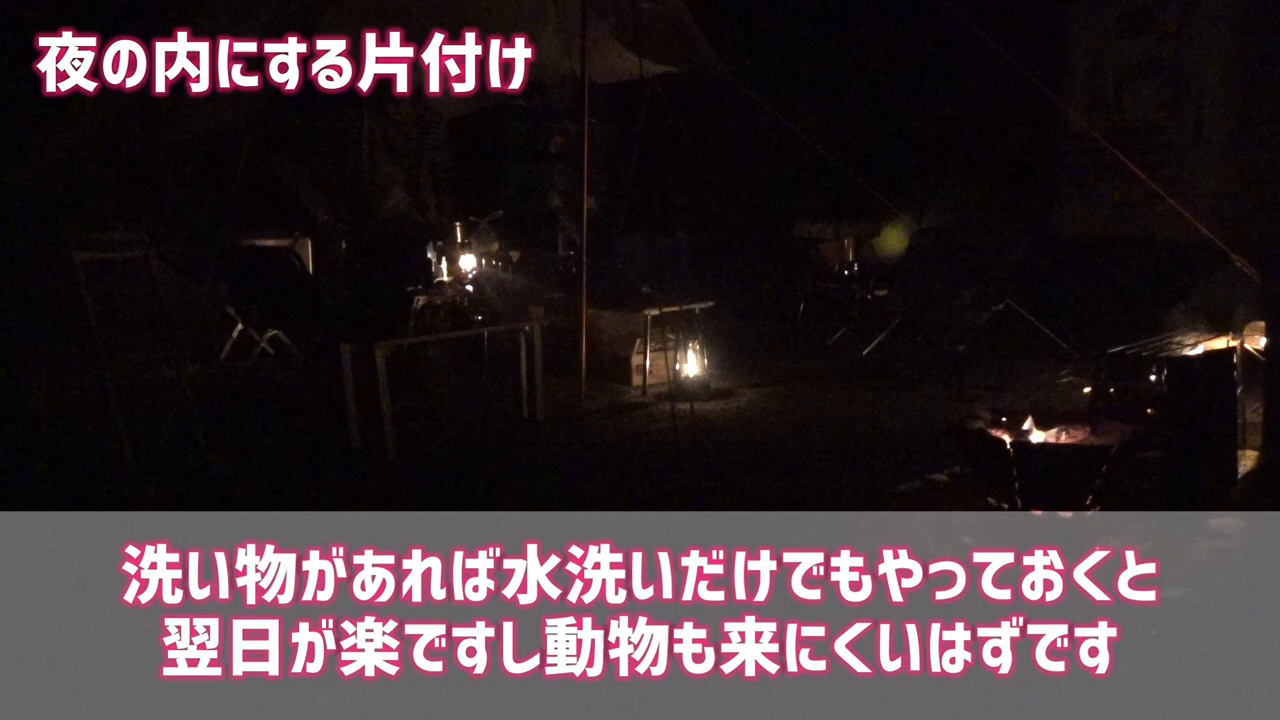 夜の内にする片付け
洗い物があれば水洗いだけでもやっておくと
翌日が楽ですし動物も来にくいはずです